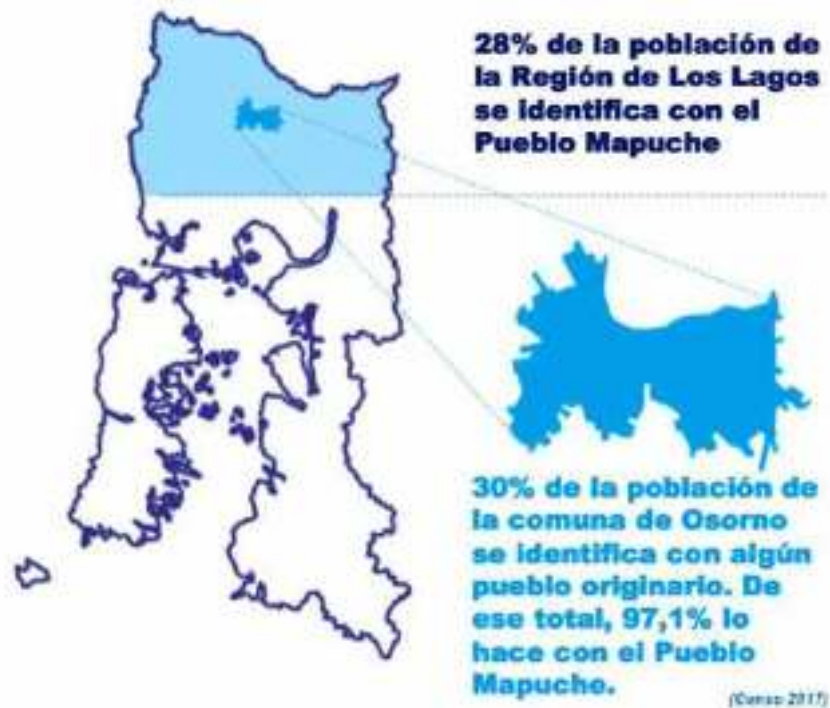 28% de la población de
la Región de Los Lagos
se identifica con el
Pueblo Mapuche
30% de la población de
la comuna de Osorno
se identifica con algún
pueblo originario. De
ese total, 97,1% lo
hace con el Pueblo
Mapuche.
(Censo 2017)